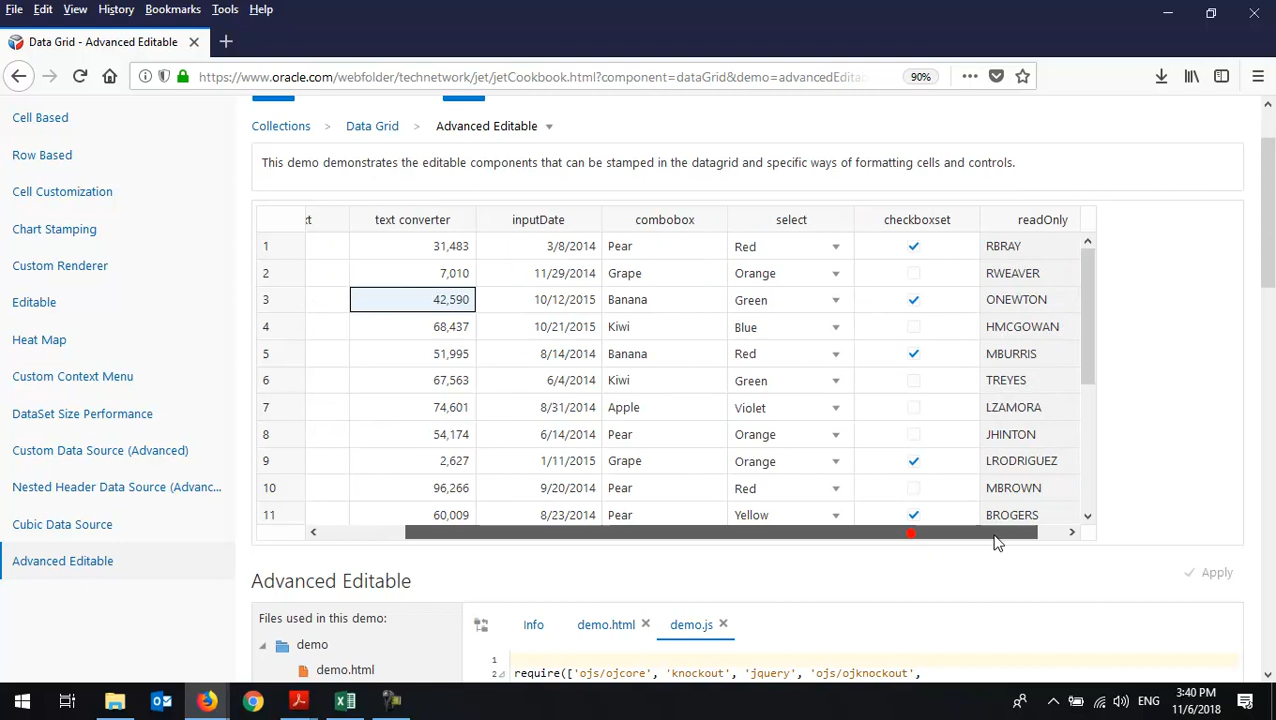 File Edit View History Bookmarks Tools Help
Data Grid - Advanced Editable
https://www.oracle.com/webfolder/technetwork/jet/jetCookbook.html?component=dataGrid&demo=advancedEdita 90%
Cell Based
Row Based
Cell Customization
Chart Stamping
Custom Renderer
Editable
Heat Map
Custom Context Menu
DataSet Size Performance
Custom Data Source (Advanced)
Nested Header Data Source (Advanc...
Cubic Data Source
Advanced Editable
Collections > Data Grid > Advanced Editable
This demo demonstrates the editable components that can be stamped in the datagrid and specific ways of formatting cells and controls.
xt text converter inputDate combobox select checkboxset readOnly
1 31,483 3/8/2014 Pear Red RBRAY
2 7,010 11/29/2014 Grape Orange RWEAVER
3 42,590 10/12/2015 Banana Green ONEWTON
4 68,437 10/21/2015 Kiwi Blue HMCGOWAN
5 51,995 8/14/2014 Banana Red MBURRIS
6 67,563 6/4/2014 Kiwi Green TREYES
7 74,601 8/31/2014 Apple Violet LZAMORA
8 54,174 6/14/2014 Pear Orange JHINTON
9 2,627 1/11/2015 Grape Orange LRODRIGUEZ
10 96,266 9/20/2014 Pear Red MBROWN
11 60,009 8/23/2014 Pear Yellow BROGERS
Advanced Editable
Apply
Files used in this demo:
demo
demo.html
Info demo.html demo.js
1
2 require(['ojs/ojcore', 'knockout', 'jquery', 'ojs/ojknockout',
ENG
3:40 PM
11/6/2018